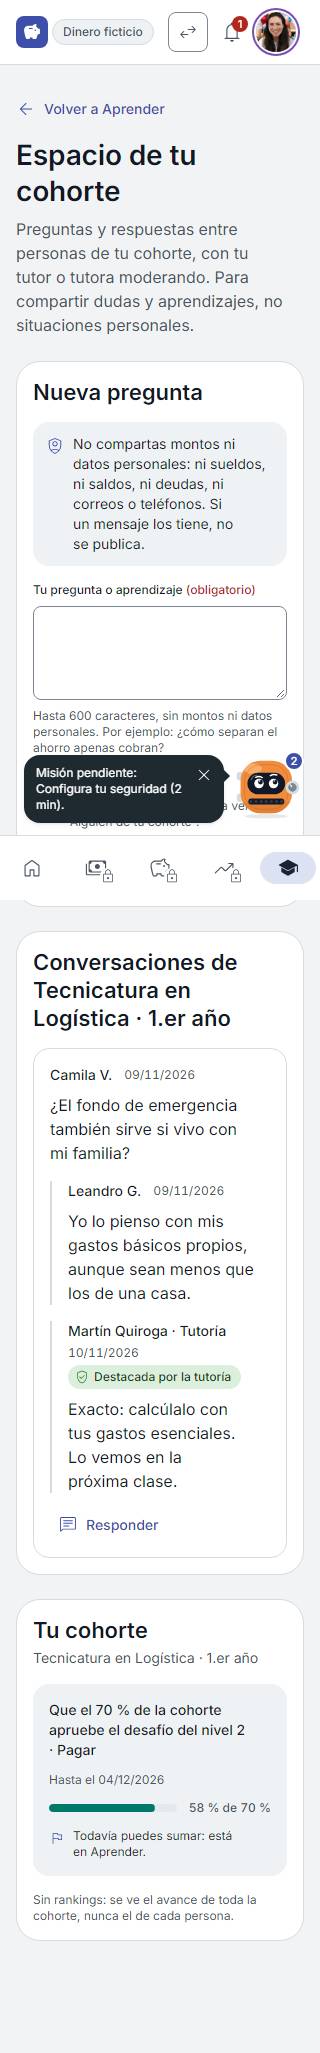 Dinero ficticio
1
Volver a Aprender
Espacio de tu
cohorte
Preguntas y respuestas entre
personas de tu cohorte, con tu
tutor o tutora moderando. Para
compartir dudas y aprendizajes, no
situaciones personales.
Nueva pregunta
No compartas montos ni
datos personales: ni sueldos,
ni saldos, ni deudas, ni
correos o teléfonos. Si
un mensaje los tiene, no
se publica.
Tu pregunta o aprendizaje (obligatorio)
Hasta 600 caracteres, sin montos ni datos
personales. Por ejemplo: ¿cómo separan el
ahorro apenas cobran?
Misión pendiente:
Configura tu seguridad (2
min).
2
Conversaciones de
Tecnicatura en
Logística · 1.er año
Camila V. 09/11/2026
¿El fondo de emergencia
también sirve si vivo con
mi familia?
Leandro G. 09/11/2026
Yo lo pienso con mis
gastos básicos propios,
aunque sean menos que
los de una casa.
Martín Quiroga · Tutoría
10/11/2026
Destacada por la tutoría
Exacto: calcúlalo con
tus gastos esenciales.
Lo vemos en la
próxima clase.
Responder
Tu cohorte
Tecnicatura en Logística · 1.er año
Que el 70 % de la cohorte
apruebe el desafío del nivel 2
· Pagar
Hasta el 04/12/2026
58 % de 70 %
Todavía puedes sumar: está
en Aprender.
Sin rankings: se ve el avance de toda la
cohorte, nunca el de cada persona.